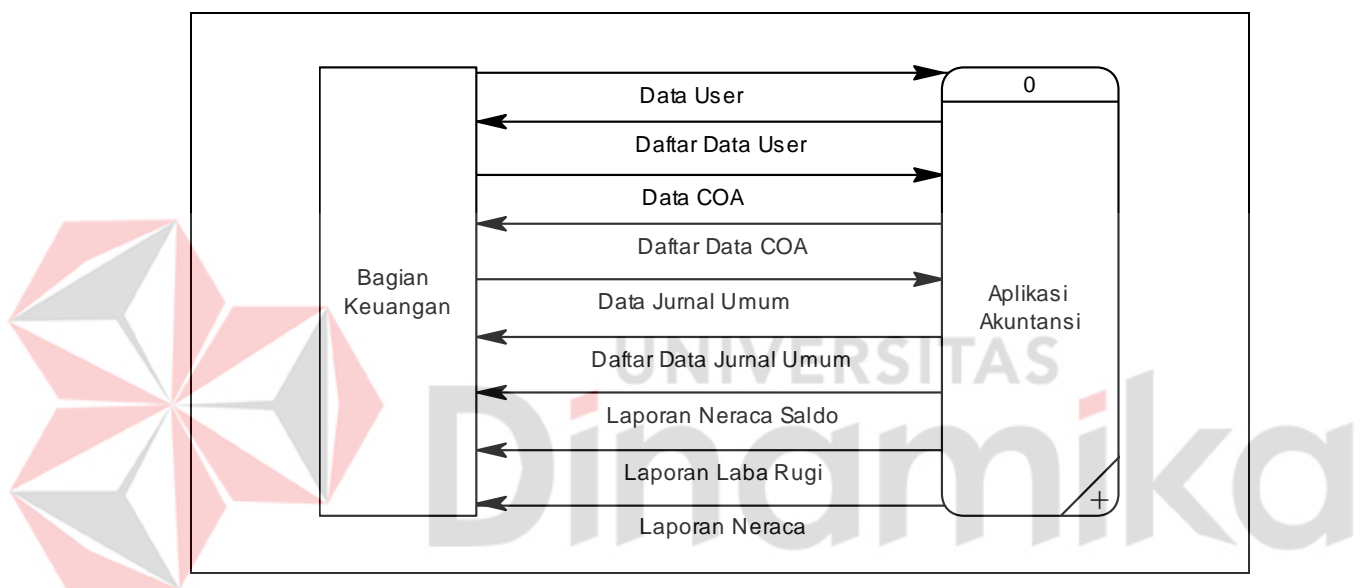 0
Data User
Daftar Data User
Data COA
Daftar Data COA
Bagian
Keuangan
Data Jurnal Umum
Aplikasi
Akuntansi
Daftar Data Jurnal Umum
Laporan Neraca Saldo
Laporan Laba Rugi
Laporan Neraca
+
UNIVERSITAS
Dinamika